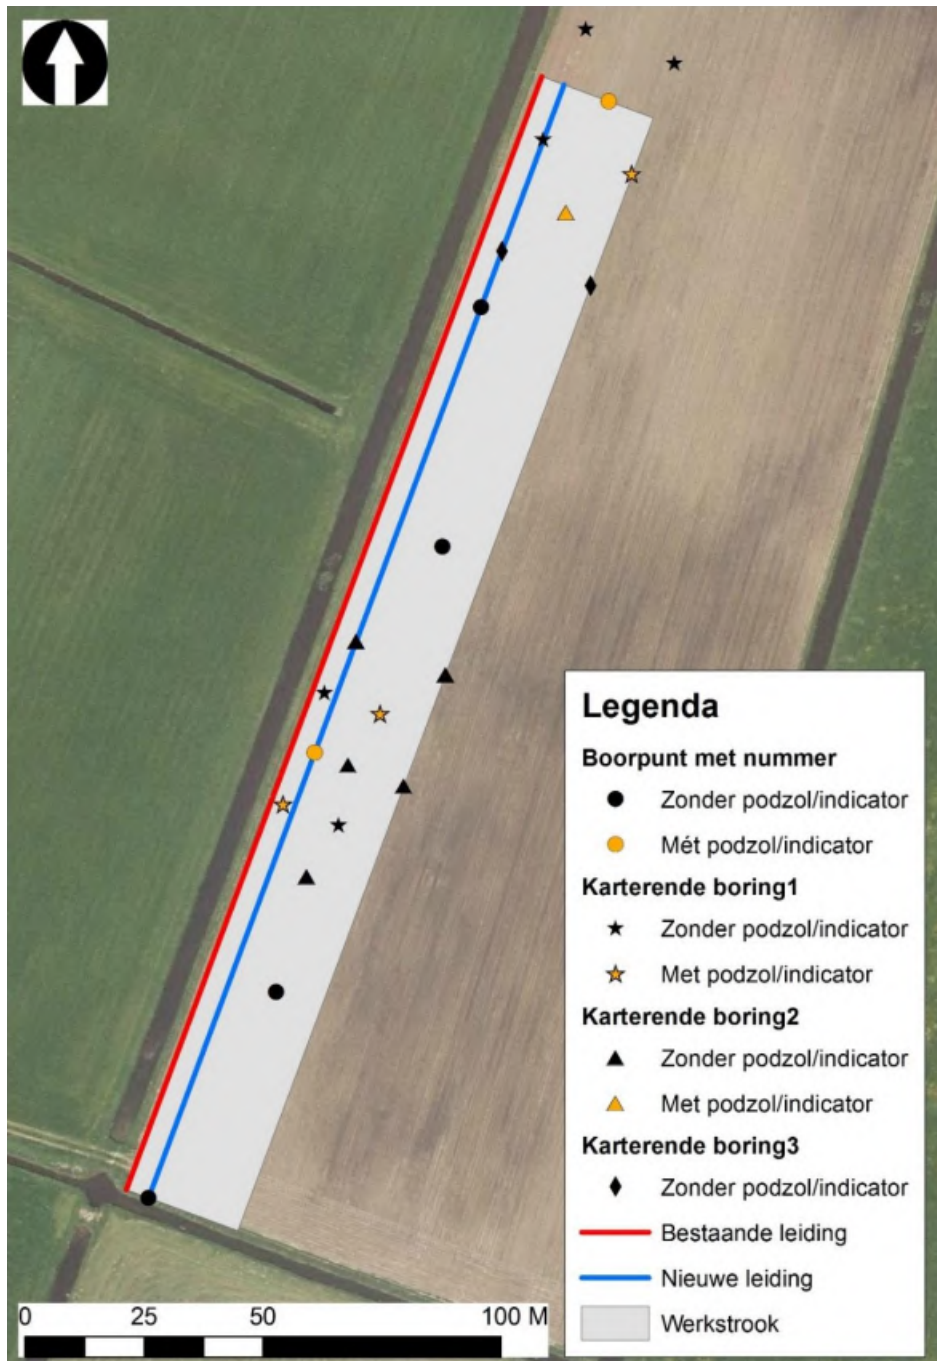 Legenda
Boorpunt met nummer
Zonder podzol/indicator
Mét podzol/indicator
Karterende boring1
Zonder podzol/indicator
Met podzol/indicator
Karterende boring2
Zonder podzol/indicator
Met podzol/indicator
Karterende boring3
Zonder podzol/indicator
Bestaande leiding
Nieuwe leiding
Werkstrook
0 25 50 100 M